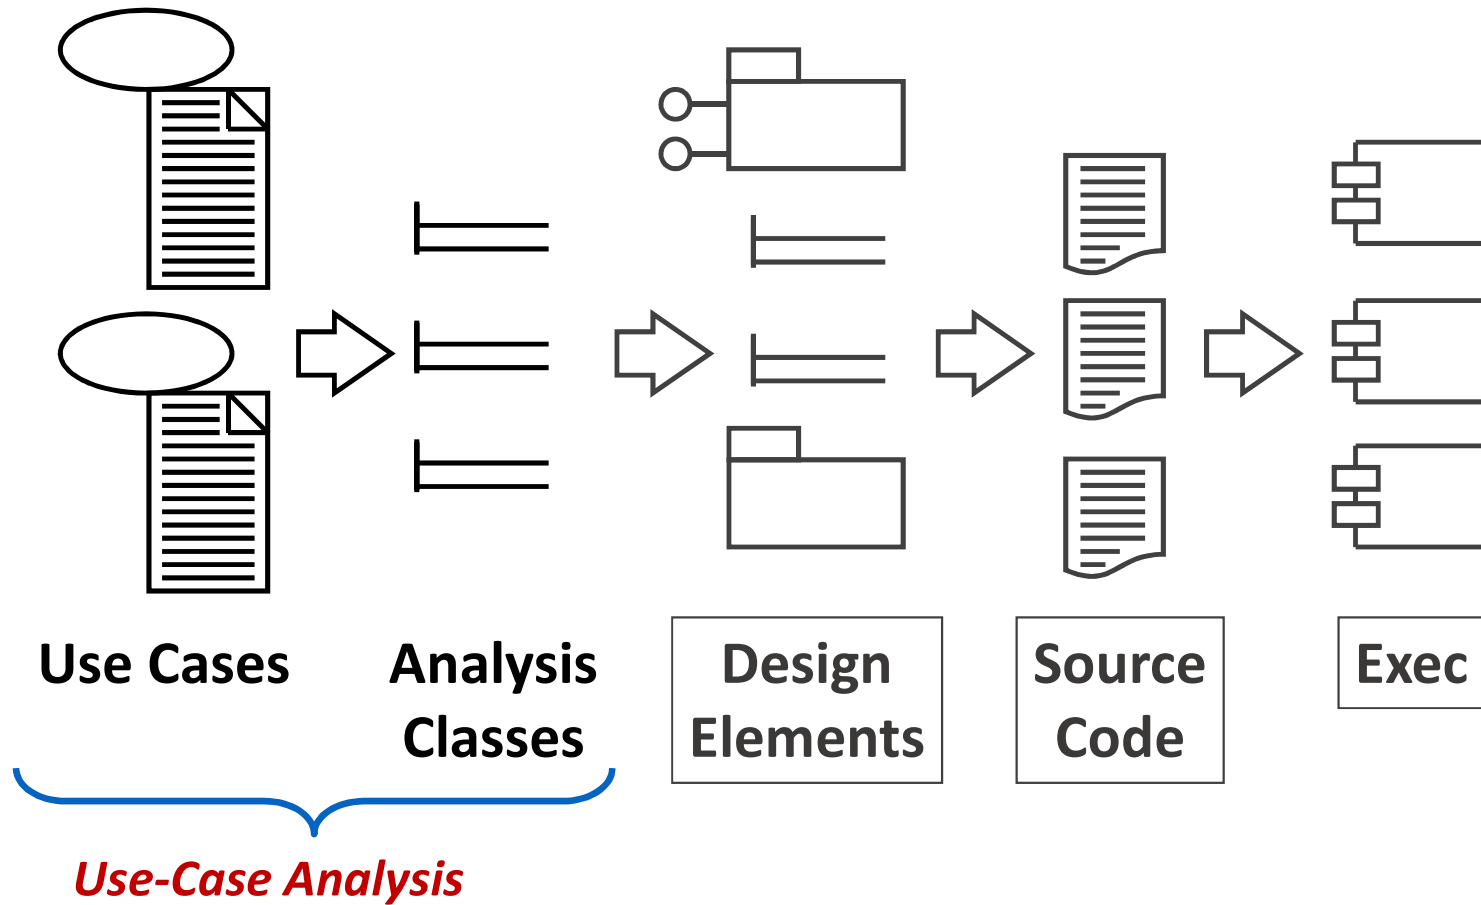 Use Cases
Analysis
Classes
Design
Elements
Source
Code
Exec
Use-Case Analysis